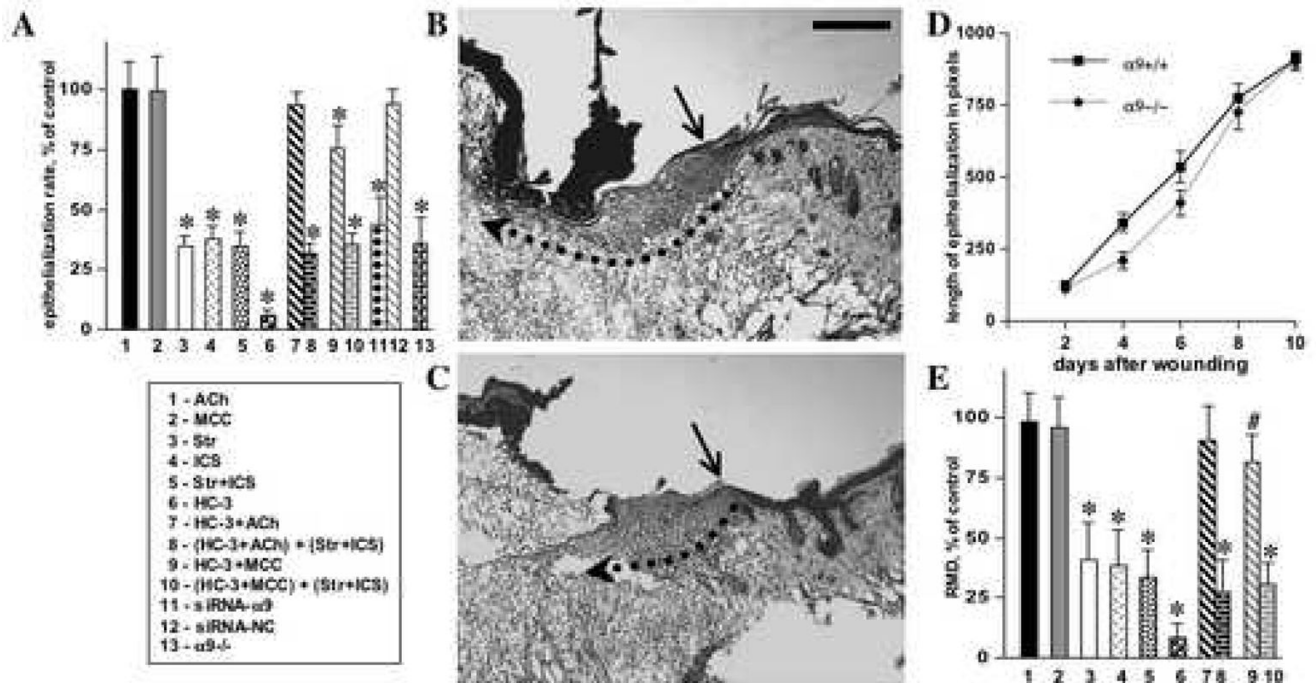 A
epithelialization rate, % of control
100
75
50
25
0
* * * * * * * * *
1 2 3 4 5 6 7 8 9 10 11 12 13
1 - ACh
2 - MCC
3 - Str
4 - ICS
5 - Str+ICS
6 - HC-3
7 - HC-3+ACh
8 - (HC-3+ACh) + (Str+ICS)
9 - HC-3+MCC
10 - (HC-3+MCC) + (Str+ICS)
11 - siRNA-α9
12 - siRNA-NC
13 - α9-/-
B
C
D
length of epithelialization in pixels
1000
750
500
250
0
α9+/+
α9-/-
2 4 6 8 10
days after wounding
E
RMD, % of control
100
75
50
25
0
* * * * * # *
1 2 3 4 5 6 7 8 9 10